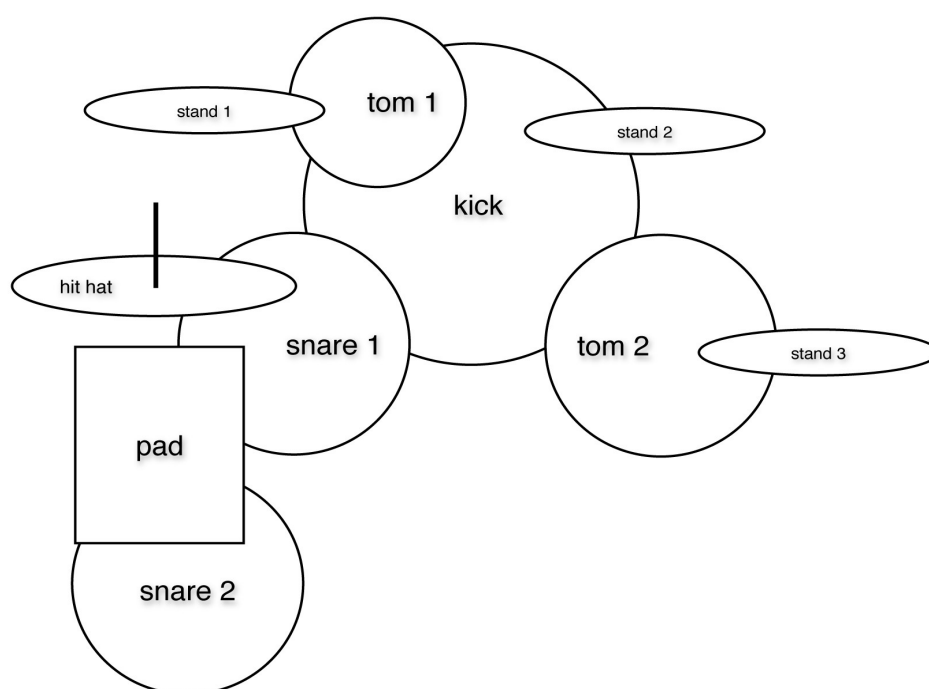 tom 1
stand 1
stand 2
kick
hit hat
snare 1
tom 2
stand 3
pad
snare 2